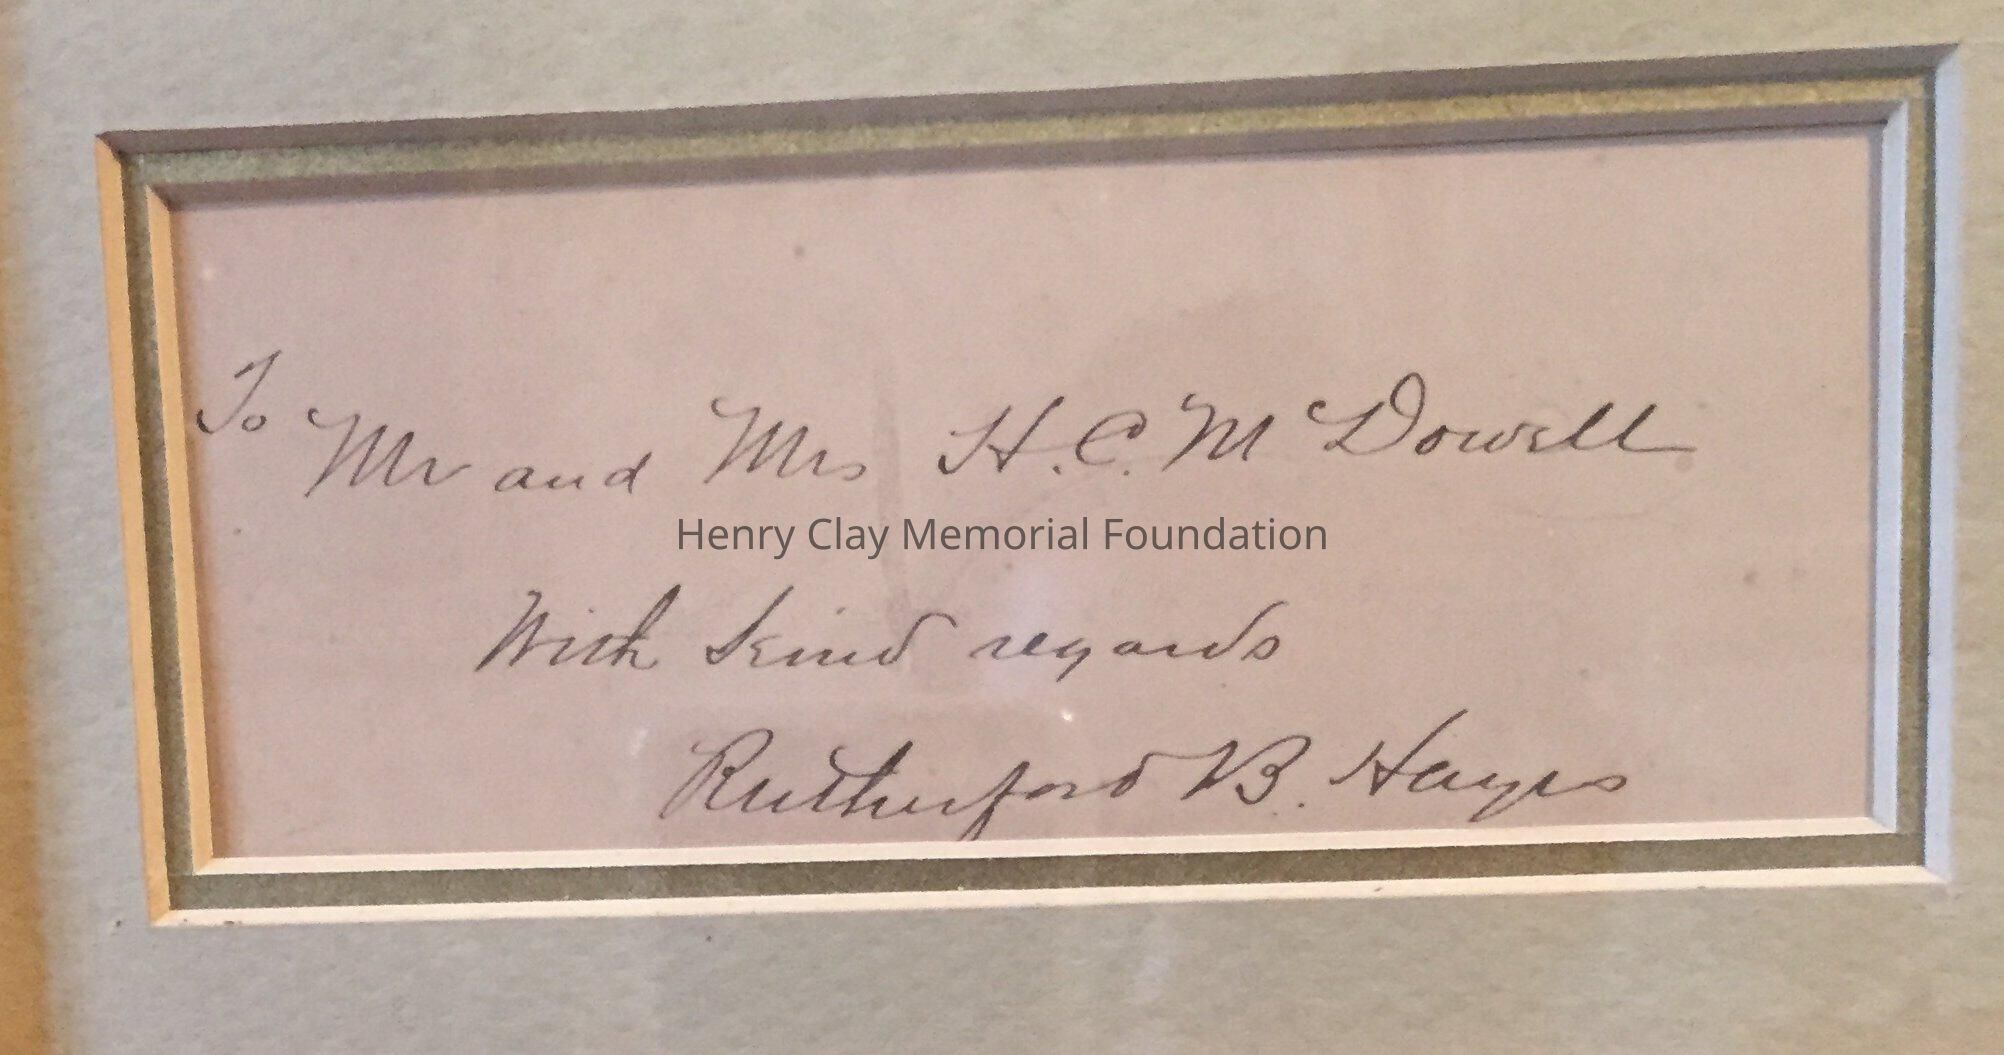 To Mr and Mrs H. C. McDowell
Henry Clay Memorial Foundation
With kind regards
Rutherford B. Hayes